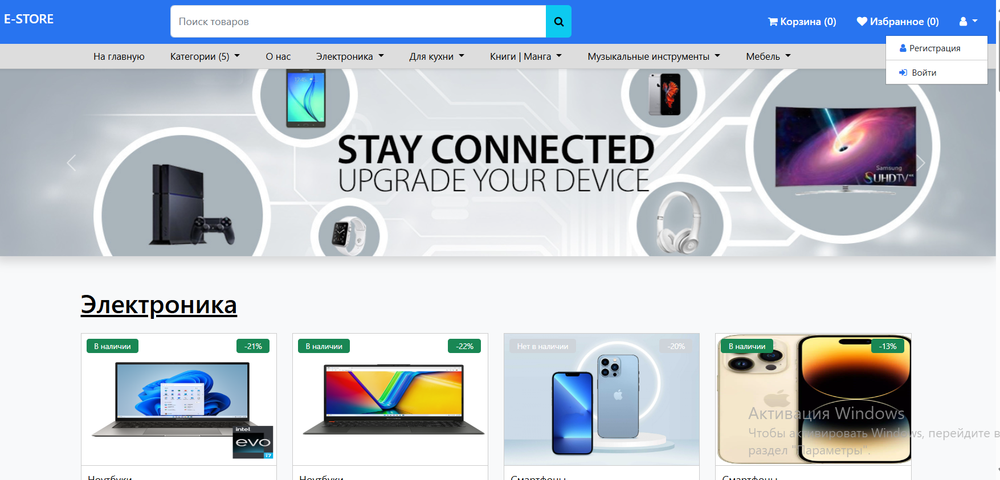 E-STORE
Поиск товаров
Корзина (0)
Избранное (0)
Регистрация
Войти
На главную
Категории (5)
О нас
Электроника
Для кухни
Книги | Манга
Музыкальные инструменты
Мебель
STAY CONNECTED
UPGRADE YOUR DEVICE
Samsung
SUHDTV 4K
Электроника
В наличии
-21%
intel
evo
i7
В наличии
-22%
Нет в наличии
-20%
В наличии
-13%
Активация Windows
Чтобы активировать Windows, перейдите в
раздел "Параметры".
Ноутбуки
Ноутбуки
Смартфоны
Смартфоны